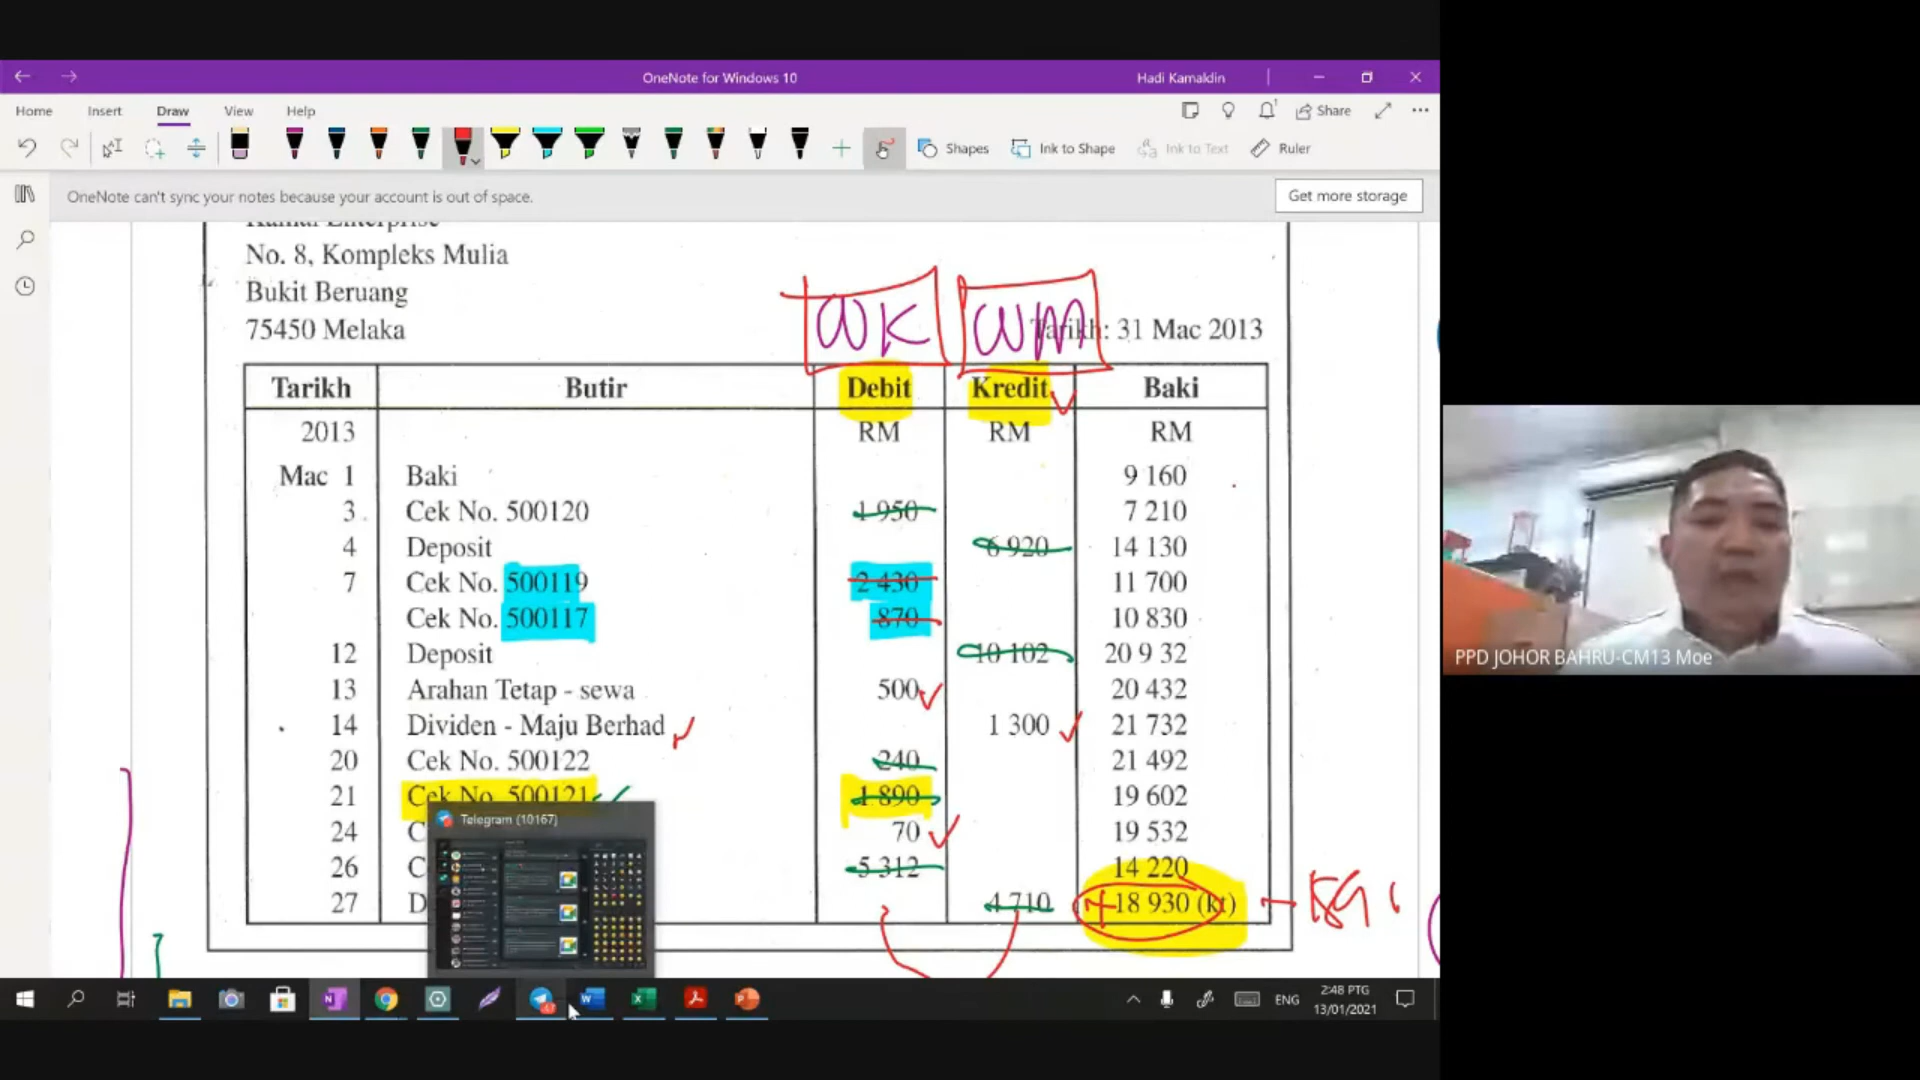 OneNote for Windows 10
Hadi Kamaldin
Home Insert Draw View Help
Share
Shapes Ink to Shape Ink to Text Ruler
OneNote can't sync your notes because your account is out of space.
Get more storage
Kamal Enterprise
No. 8, Kompleks Mulia
Bukit Beruang
75450 Melaka
WK WM
Tarikh: 31 Mac 2013
Tarikh Butir Debit Kredit Baki
2013 RM RM RM
Mac 1 Baki 9 160
3 Cek No. 500120 1 950 7 210
4 Deposit 6 920 14 130
7 Cek No. 500119 2 430 11 700
Cek No. 500117 870 10 830
12 Deposit 10 102 20 9 32
13 Arahan Tetap - sewa 500 20 432
14 Dividen - Maju Berhad 1 300 21 732
20 Cek No. 500122 240 21 492
21 Cek No. 500121 1 890 19 602
24 C 70 19 532
26 C 5 312 14 220
27 D 4 710 +18 930 (kt)
Telegram (10167)
PPD JOHOR BAHRU-CM13 Moe
ENG
2:48 PTG
13/01/2021